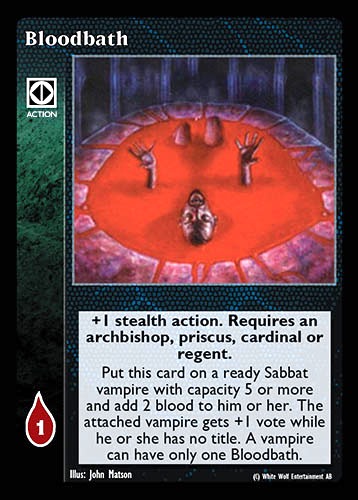 Bloodbath
ACTION
+1 stealth action. Requires an
archbishop, priscus, cardinal or
regent.
Put this card on a ready Sabbat
vampire with capacity 5 or more
and add 2 blood to him or her. The
attached vampire gets +1 vote while
he or she has no title. A vampire
can have only one Bloodbath.
1
Illus: John Matson
(C) White Wolf Entertainment AB